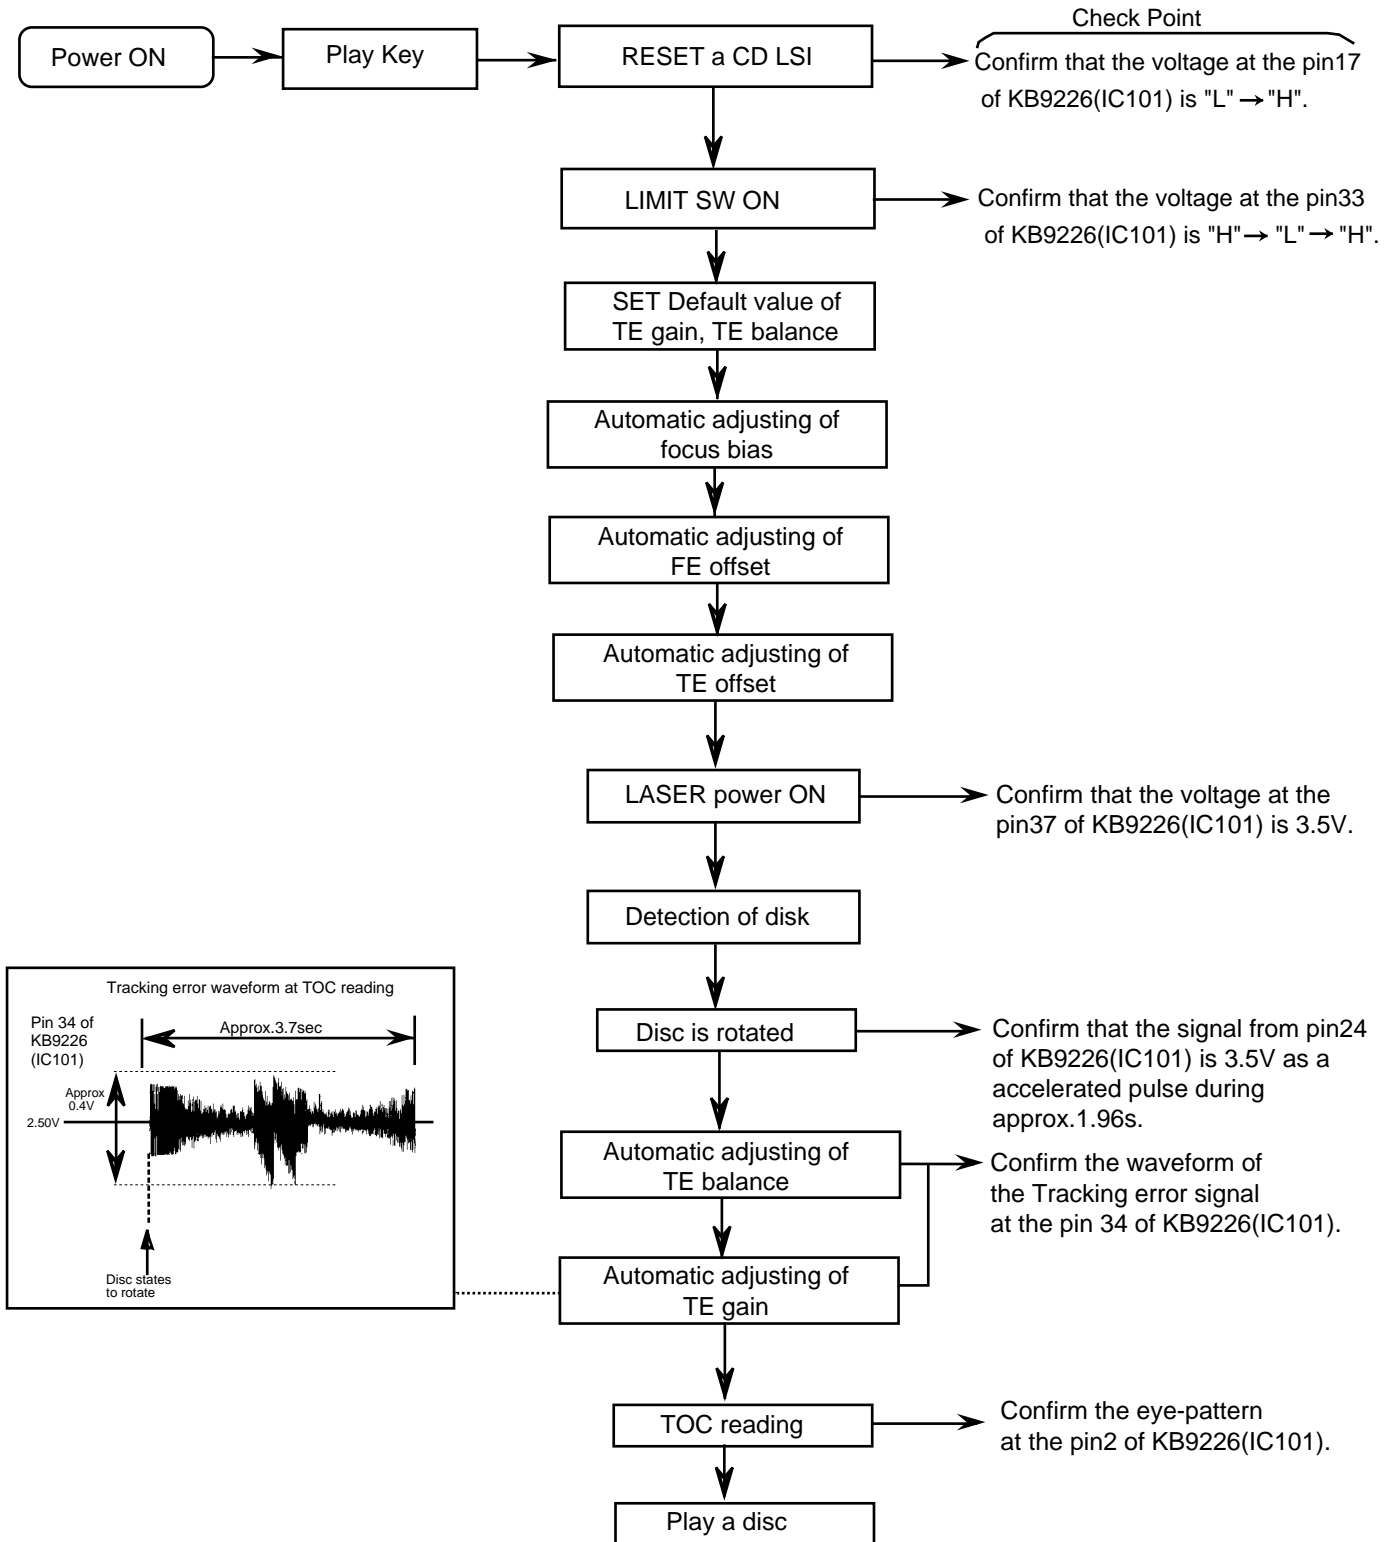 Check Point
Power ON
Play Key
RESET a CD LSI
Confirm that the voltage at the pin17
of KB9226(IC101) is "L" → "H".
LIMIT SW ON
Confirm that the voltage at the pin33
of KB9226(IC101) is "H" → "L" → "H".
SET Default value of
TE gain, TE balance
Automatic adjusting of
focus bias
Automatic adjusting of
FE offset
Automatic adjusting of
TE offset
LASER power ON
Confirm that the voltage at the
pin37 of KB9226(IC101) is 3.5V.
Detection of disk
Disc is rotated
Confirm that the signal from pin24
of KB9226(IC101) is 3.5V as a
accelerated pulse during
approx.1.96s.
Automatic adjusting of
TE balance
Confirm the waveform of
the Tracking error signal
at the pin 34 of KB9226(IC101).
Automatic adjusting of
TE gain
Tracking error waveform at TOC reading
Pin 34 of
KB9226
(IC101)
Approx.3.7sec
Approx
0.4V
2.50V
Disc states
to rotate
TOC reading
Confirm the eye-pattern
at the pin2 of KB9226(IC101).
Play a disc